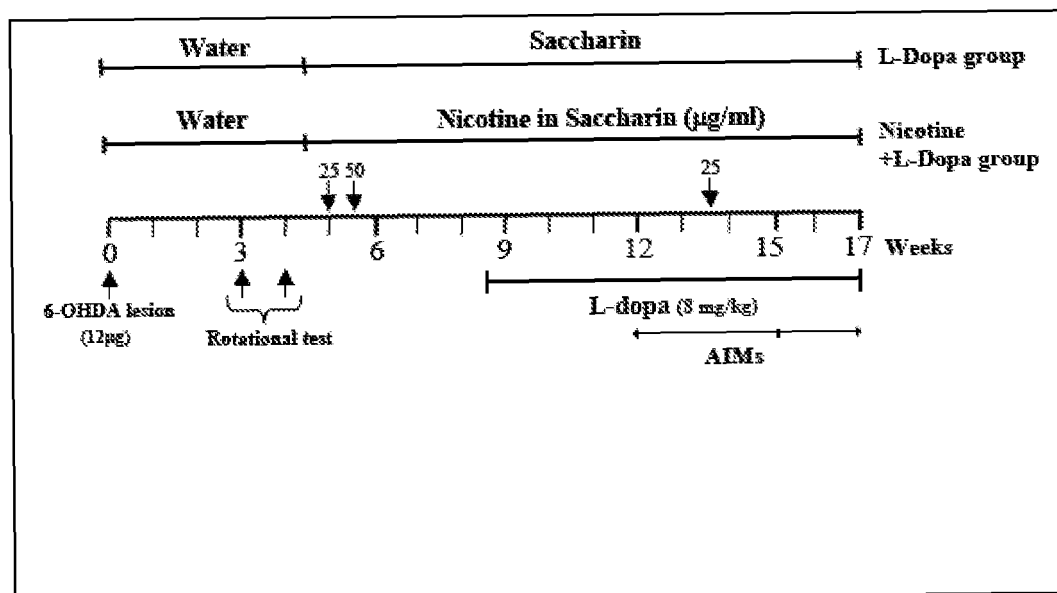 Water Saccharin L-Dopa group
Water Nicotine in Saccharin (µg/ml) Nicotine
+L-Dopa group
25 50 25
0 3 6 9 12 15 17 Weeks
6-OHDA lesion
(12µg)
Rotational test
L-dopa (8 mg/kg)
AIMs